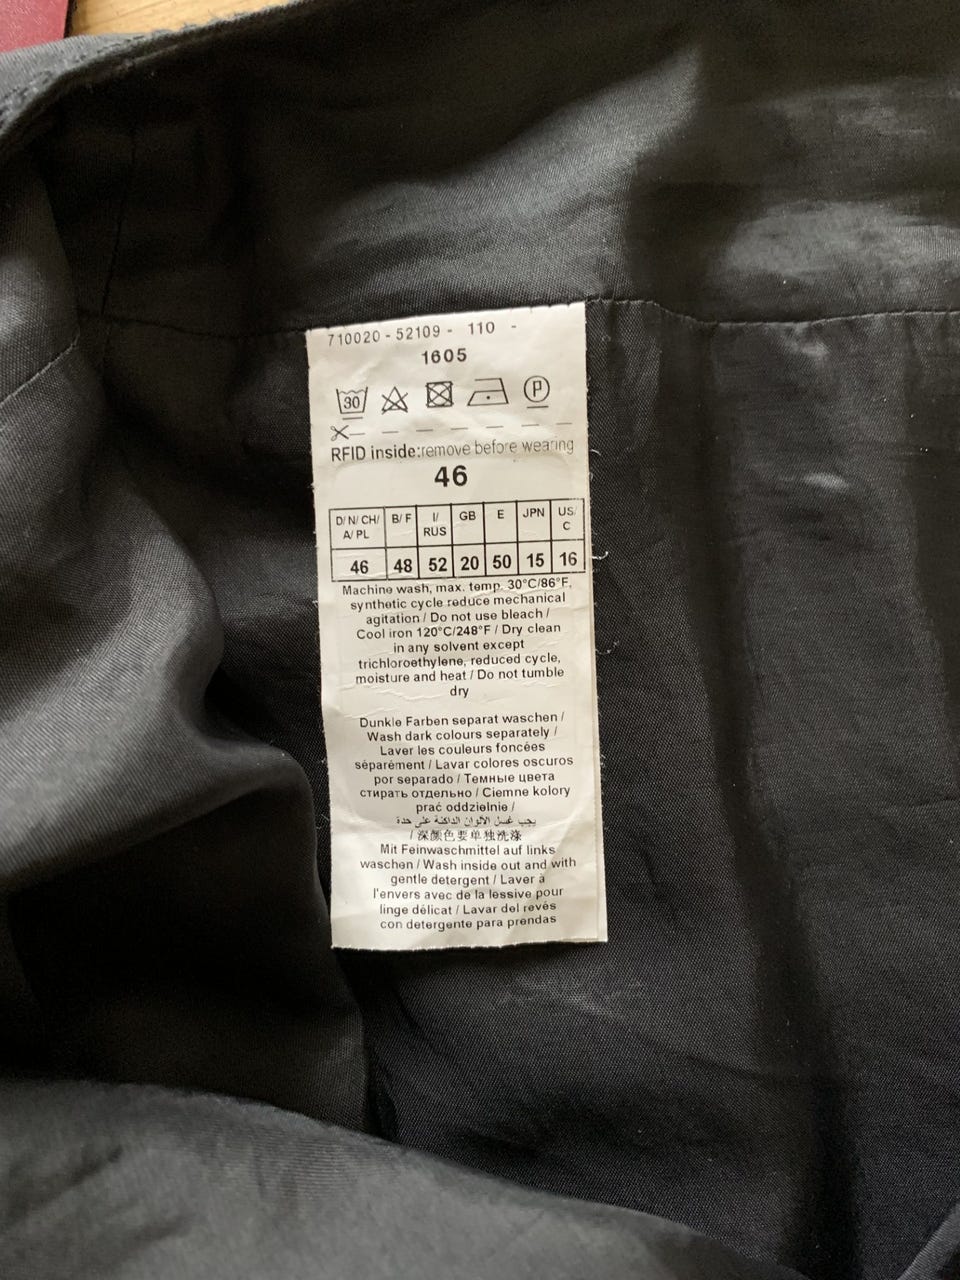 710020 - 52109 - 110 -
1605
30 P
RFID inside:remove before wearing
46
D/ N/ CH/ A/ PL B/ F I/ RUS GB E JPN US/ C
46 48 52 20 50 15 16
Machine wash, max. temp. 30°C/86°F,
synthetic cycle reduce mechanical
agitation / Do not use bleach /
Cool iron 120°C/248°F / Dry clean
in any solvent except
trichloroethylene, reduced cycle,
moisture and heat / Do not tumble
dry
Dunkle Farben separat waschen /
Wash dark colours separately /
Laver les couleurs foncées
séparément / Lavar colores oscuros
por separado / Темные цвета
стирать отдельно / Ciemne kolory
prać oddzielnie /
يجب غسل الألوان الداكنة على حدة
/ 深颜色要单独洗涤
Mit Feinwaschmittel auf links
waschen / Wash inside out and with
gentle detergent / Laver à
l'envers avec de la lessive pour
linge délicat / Lavar del revés
con detergente para prendas